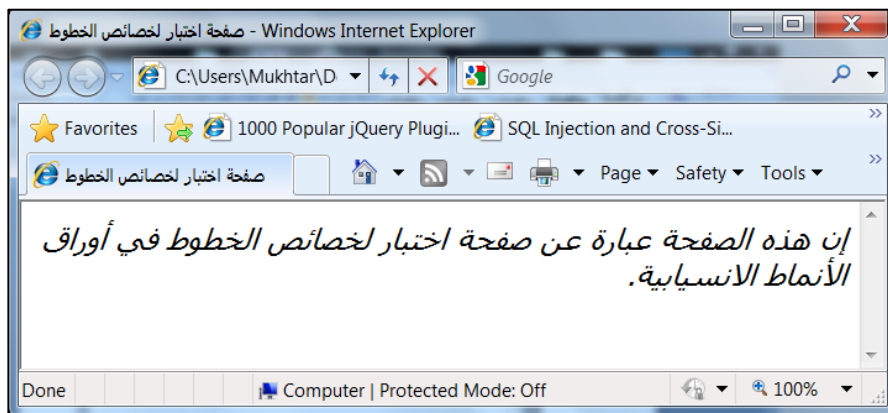 صفحة اختبار لخصائص الخطوط - Windows Internet Explorer
C:\Users\Mukhtar\D Google
Favorites 1000 Popular jQuery Plugi... SQL Injection and Cross-Si...
صفحة اختبار لخصائص الخطوط Page Safety Tools
إن هذه الصفحة عبارة عن صفحة اختبار لخصائص الخطوط في أوراق
الأنماط الانسيابية.
Done Computer | Protected Mode: Off 100%